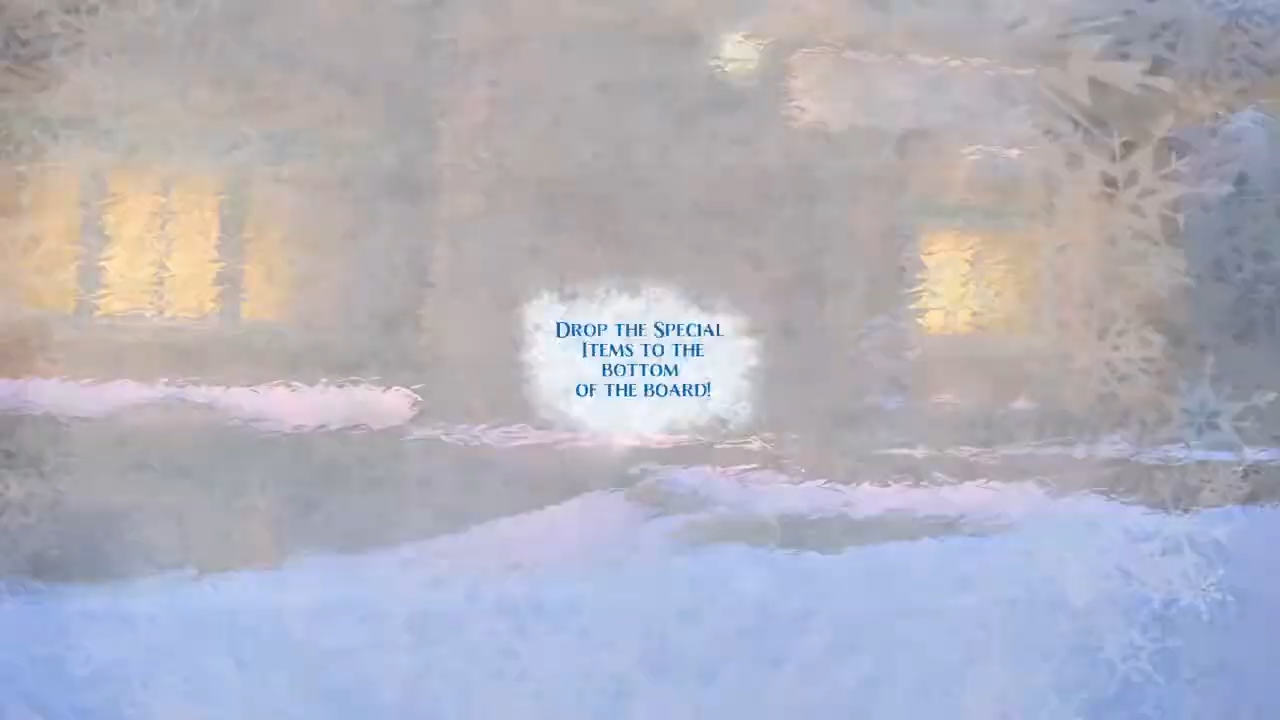 Drop the Special
Items to the
bottom
of the board!